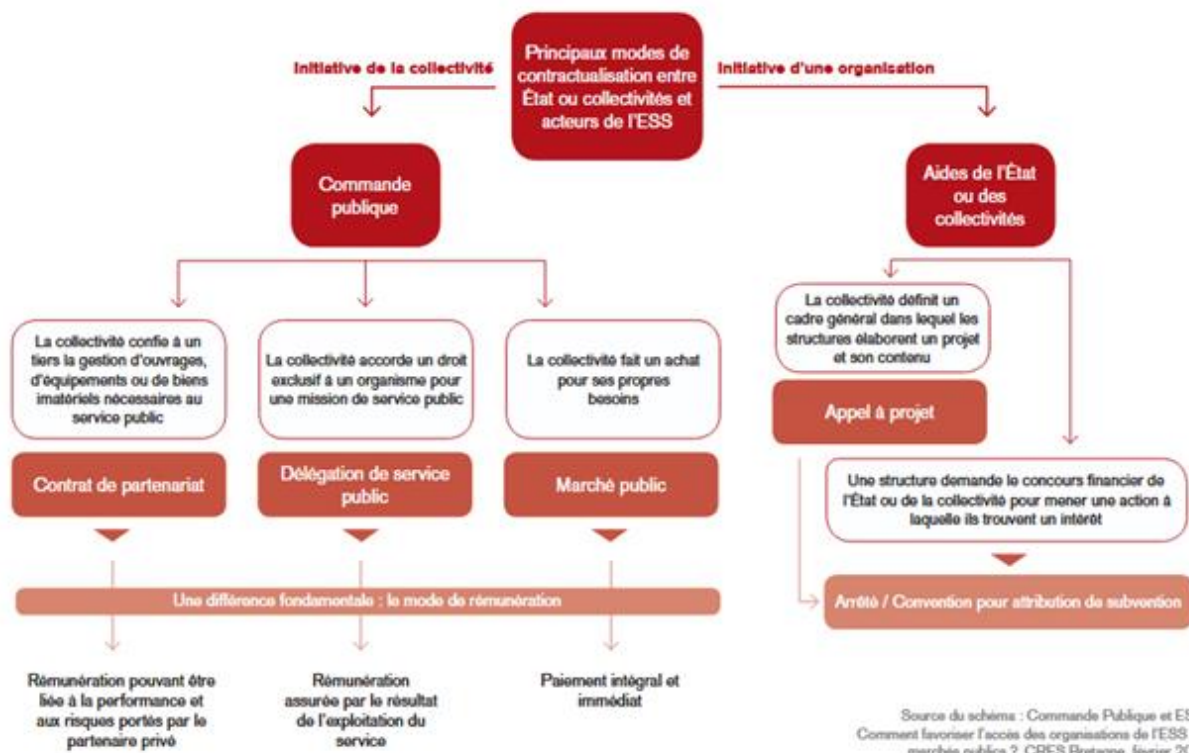 Principaux modes de
contractualisation entre
État ou collectivités et
acteurs de l'ESS
Initiative de la collectivité
Initiative d'une organisation
Commande
publique
Aides de l'État
ou des
collectivités
La collectivité confie à un
tiers la gestion d'ouvrages,
d'équipements ou de biens
imatériels nécessaires au
service public
La collectivité accorde un droit
exclusif à un organisme pour
une mission de service public
La collectivité fait un achat
pour ses propres
besoins
La collectivité définit un
cadre général dans lequel les
structures élaborent un projet
et son contenu
Contrat de partenariat
Délégation de service
public
Marché public
Appel à projet
Une structure demande le concours financier de
l'État ou de la collectivité pour mener une action à
laquelle ils trouvent un intérêt
Une différence fondamentale : le mode de rémunération
Arrêté / Convention pour attribution de subvention
Rémunération pouvant être
liée à la performance et
aux risques portés par le
partenaire privé
Rémunération
assurée par le résultat
de l'exploitation du
service
Paiement intégral et
immédiat
Source du schéma : Commande Publique et ES
Comment favoriser l'accès des organisations de l'ESS
marchés publics ? CRES Bretagne, février